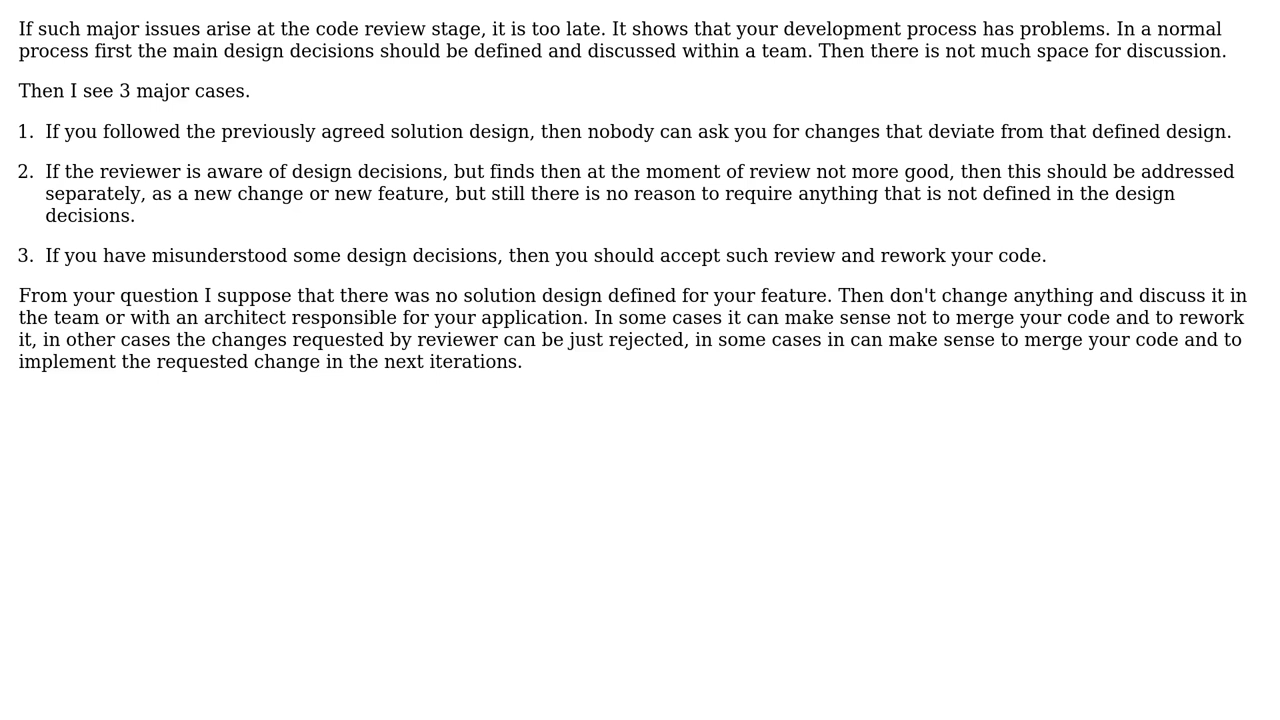 If such major issues arise at the code review stage, it is too late. It shows that your development process has problems. In a normal
process first the main design decisions should be defined and discussed within a team. Then there is not much space for discussion.
Then I see 3 major cases.
1. If you followed the previously agreed solution design, then nobody can ask you for changes that deviate from that defined design.
2. If the reviewer is aware of design decisions, but finds then at the moment of review not more good, then this should be addressed
separately, as a new change or new feature, but still there is no reason to require anything that is not defined in the design
decisions.
3. If you have misunderstood some design decisions, then you should accept such review and rework your code.
From your question I suppose that there was no solution design defined for your feature. Then don't change anything and discuss it in
the team or with an architect responsible for your application. In some cases it can make sense not to merge your code and to rework
it, in other cases the changes requested by reviewer can be just rejected, in some cases in can make sense to merge your code and to
implement the requested change in the next iterations.